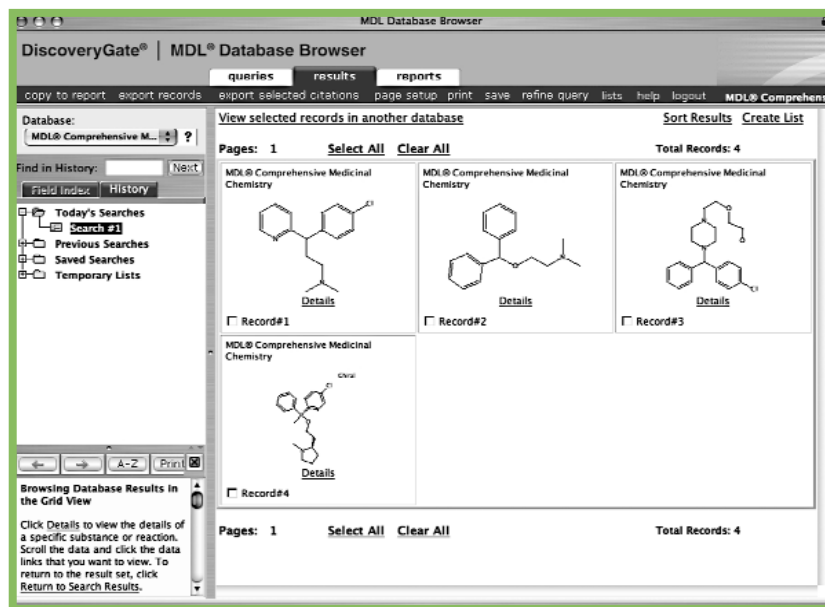 MDL Database Browser
DiscoveryGate® | MDL® Database Browser
queries results reports
copy to report export records export selected citations page setup print save refine query lists help logout MDL® Comprehens
Database:
MDL® Comprehensive M... ?
Find in History: Next
Field Index History
Today's Searches
Search #1
Previous Searches
Saved Searches
Temporary Lists
A-Z Print
Browsing Database Results in
the Grid View
Click Details to view the details of
a specific substance or reaction.
Scroll the data and click the data
links that you want to view. To
return to the result set, click
Return to Search Results.
View selected records in another database Sort Results Create List
Pages: 1 Select All Clear All Total Records: 4
MDL® Comprehensive Medicinal
Chemistry
Cl
N
N
Details
Record#1
MDL® Comprehensive Medicinal
Chemistry
O
N
Details
Record#2
MDL® Comprehensive Medicinal
Chemistry
O
N
O
N
Cl
Details
Record#3
MDL® Comprehensive Medicinal
Chemistry
Chiral
Cl
O
Details
Record#4
Pages: 1 Select All Clear All Total Records: 4